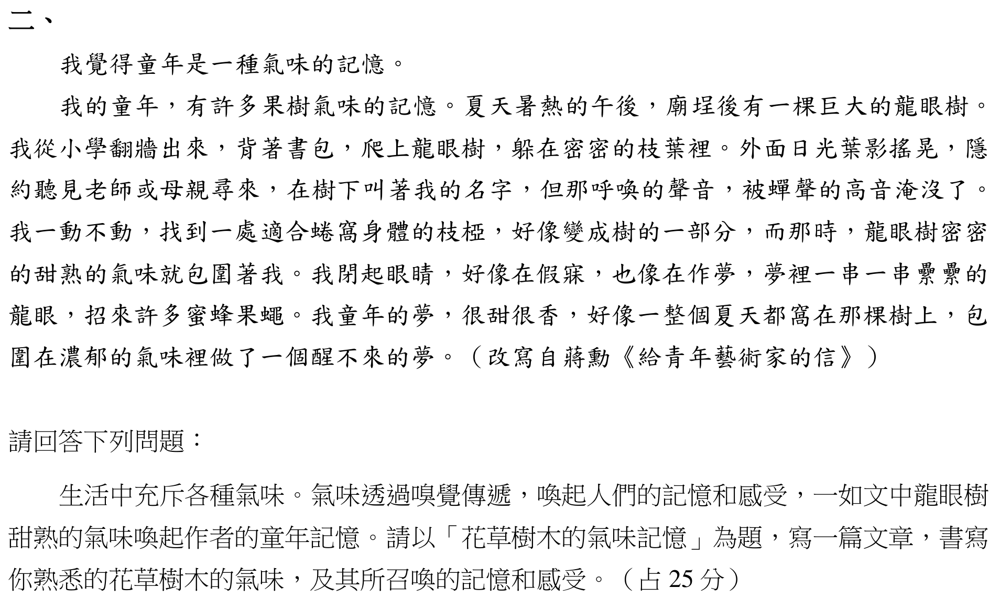 二、
我覺得童年是一種氣味的記憶。
我的童年，有許多果樹氣味的記憶。夏天暑熱的午後，廟埕後有一棵巨大的龍眼樹。
我從小學翻牆出來，背著書包，爬上龍眼樹，躲在密密的枝葉裡。外面日光葉影搖晃，隱
約聽見老師或母親尋來，在樹下叫著我的名字，但那呼喚的聲音，被蟬聲的高音淹沒了。
我一動不動，找到一處適合蜷窩身體的枝椏，好像變成樹的一部分，而那時，龍眼樹密密
的甜熟的氣味就包圍著我。我閉起眼睛，好像在假寐，也像在作夢，夢裡一串一串纍纍的
龍眼，招來許多蜜蜂果蠅。我童年的夢，很甜很香，好像一整個夏天都窩在那棵樹上，包
圍在濃郁的氣味裡做了一個醒不來的夢。（改寫自蔣勳《給青年藝術家的信》）
請回答下列問題：
生活中充斥各種氣味。氣味透過嗅覺傳遞，喚起人們的記憶和感受，一如文中龍眼樹
甜熟的氣味喚起作者的童年記憶。請以「花草樹木的氣味記憶」為題，寫一篇文章，書寫
你熟悉的花草樹木的氣味，及其所召喚的記憶和感受。（占 25 分）